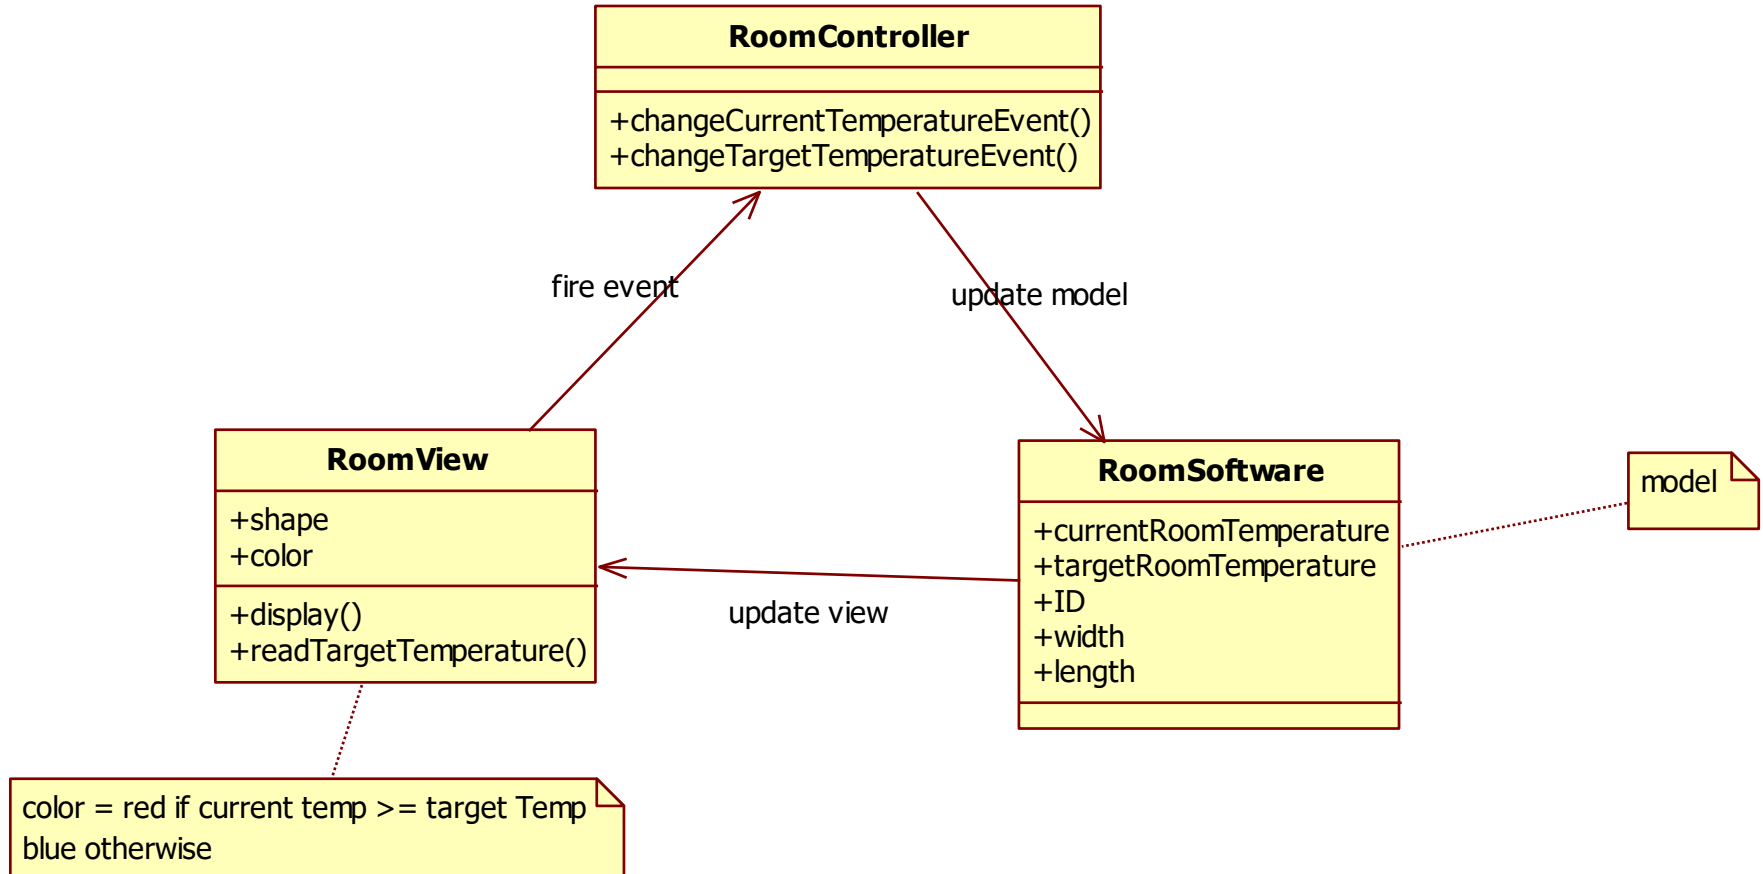 RoomController
+changeCurrentTemperatureEvent()
+changeTargetTemperatureEvent()
fire event
update model
RoomView
+shape
+color
+display()
+readTargetTemperature()
update view
RoomSoftware
+currentRoomTemperature
+targetRoomTemperature
+ID
+width
+length
model
color = red if current temp >= target Temp
blue otherwise